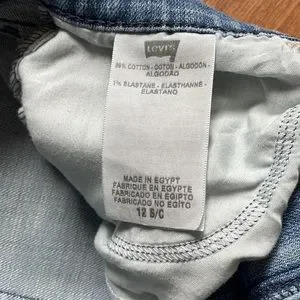 Levi's
99% COTTON - COTON - ALGODÓN -
ALGODÃO
1% ELASTANE - ELASTHANNE -
ELASTANO
MADE IN EGYPT
FABRIQUE EN EGYPTE
FABRICADO EN EGIPTO
FABRICADO NO EGITO
12 S/C